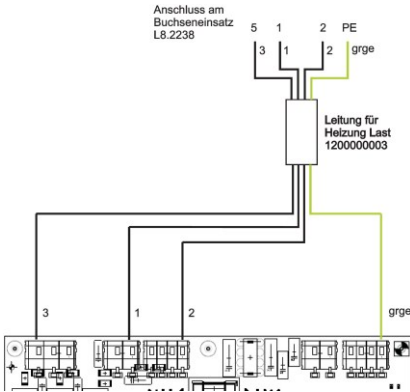 Anschluss am
Buchseneinsatz
L8.2238
5 1 2 PE
3 1 2 grge
Leitung für
Heizung Last
1200000003
3 1 2 grge